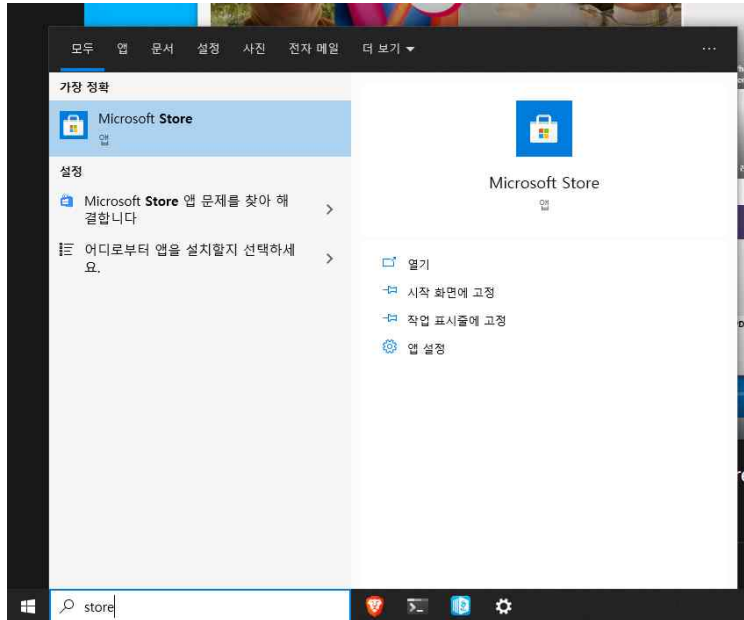 모두 앱 문서 설정 사진 전자 메일 더 보기
가장 정확
Microsoft Store
앱
설정
Microsoft Store 앱 문제를 찾아 해
결합니다
어디로부터 앱을 설치할지 선택하세
요.
Microsoft Store
앱
열기
시작 화면에 고정
작업 표시줄에 고정
앱 설정
store